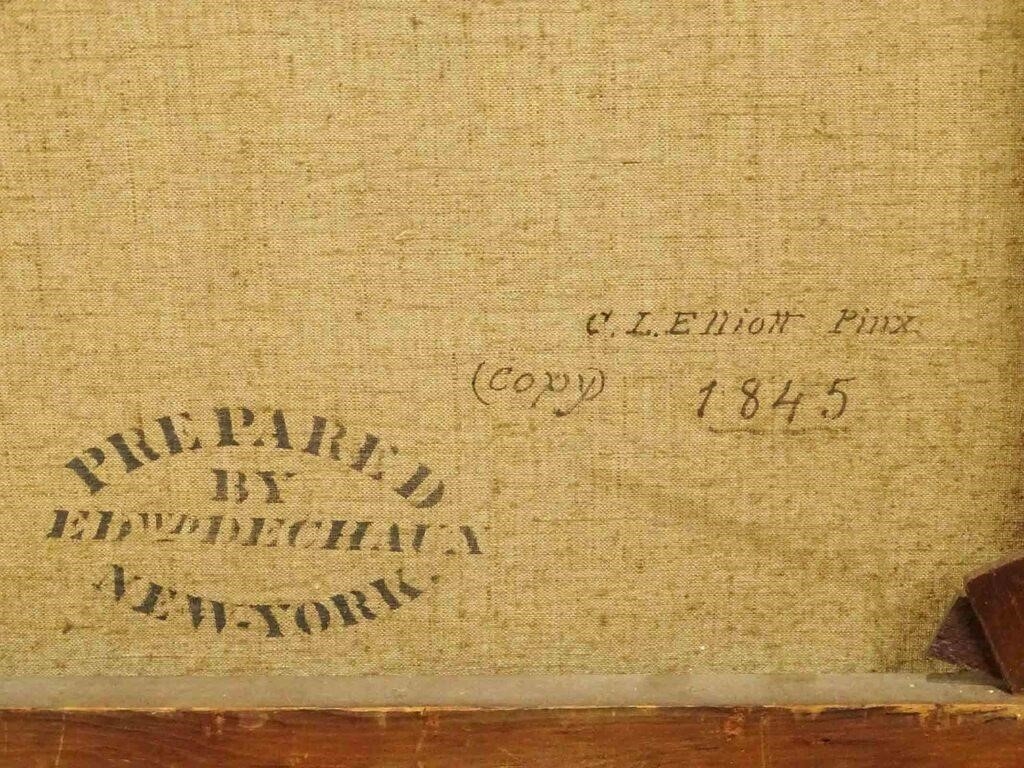 C. L. Elliott Pinx.
(Copy) 1845
PREPARED
BY
EDWD DECHAUX
NEW-YORK.